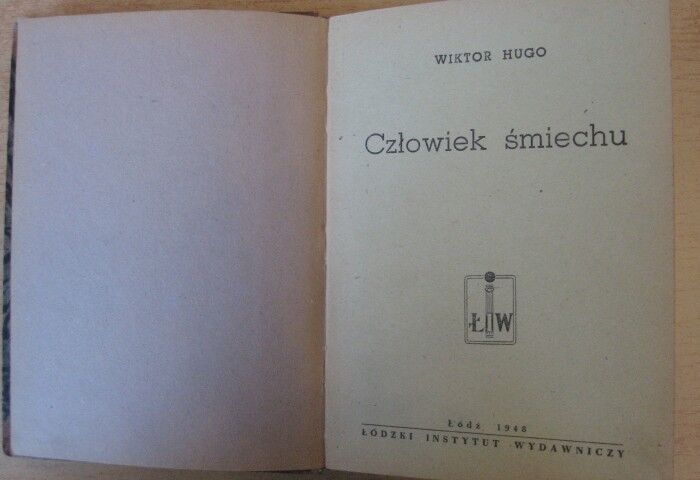 WIKTOR HUGO
Człowiek śmiechu
ŁIW
Łódź 1948
ŁÓDZKI INSTYTUT WYDAWNICZY